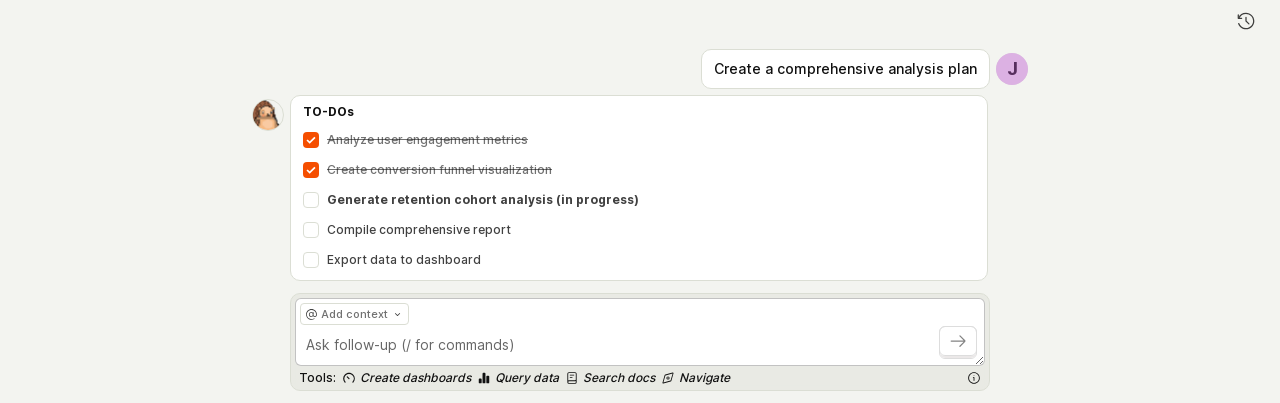 Create a comprehensive analysis plan
J
TO-DOs
Analyze user engagement metrics
Create conversion funnel visualization
Generate retention cohort analysis (in progress)
Compile comprehensive report
Export data to dashboard
@ Add context
Ask follow-up (/ for commands)
Tools: Create dashboards Query data Search docs Navigate